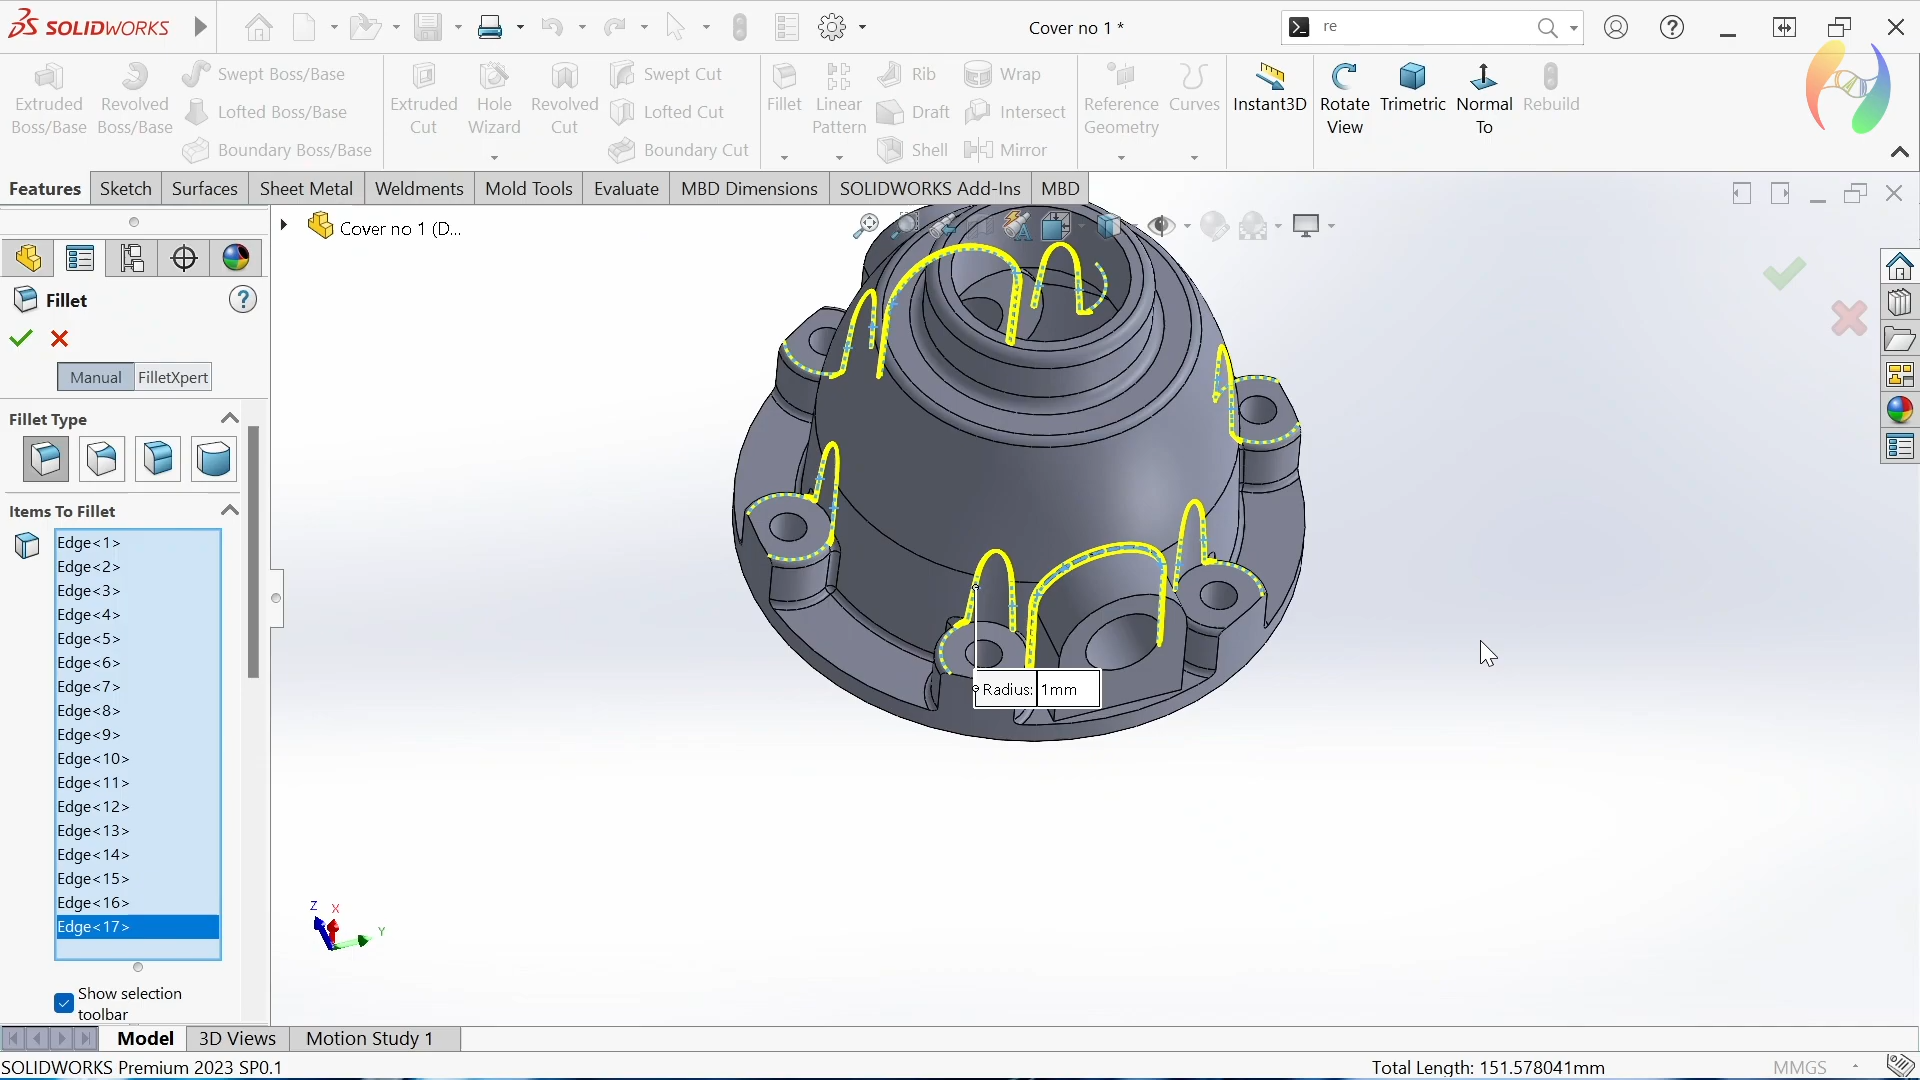 SOLIDWORKS
Cover no 1 *
re
Extruded Boss/Base
Revolved Boss/Base
Swept Boss/Base
Lofted Boss/Base
Boundary Boss/Base
Extruded Cut
Hole Wizard
Revolved Cut
Swept Cut
Lofted Cut
Boundary Cut
Fillet
Linear Pattern
Rib
Draft
Shell
Wrap
Intersect
Mirror
Reference Geometry
Curves
Instant3D
Rotate View
Trimetric
Normal To
Rebuild
Features
Sketch
Surfaces
Sheet Metal
Weldments
Mold Tools
Evaluate
MBD Dimensions
SOLIDWORKS Add-Ins
MBD
Cover no 1 (D...
Fillet
Manual
FilletXpert
Fillet Type
Items To Fillet
Edge<1>
Edge<2>
Edge<3>
Edge<4>
Edge<5>
Edge<6>
Edge<7>
Edge<8>
Edge<9>
Edge<10>
Edge<11>
Edge<12>
Edge<13>
Edge<14>
Edge<15>
Edge<16>
Edge<17>
Show selection
toolbar
Radius: 1mm
Z
X
Y
Model
3D Views
Motion Study 1
SOLIDWORKS Premium 2023 SP0.1
Total Length: 151.578041mm
MMGS